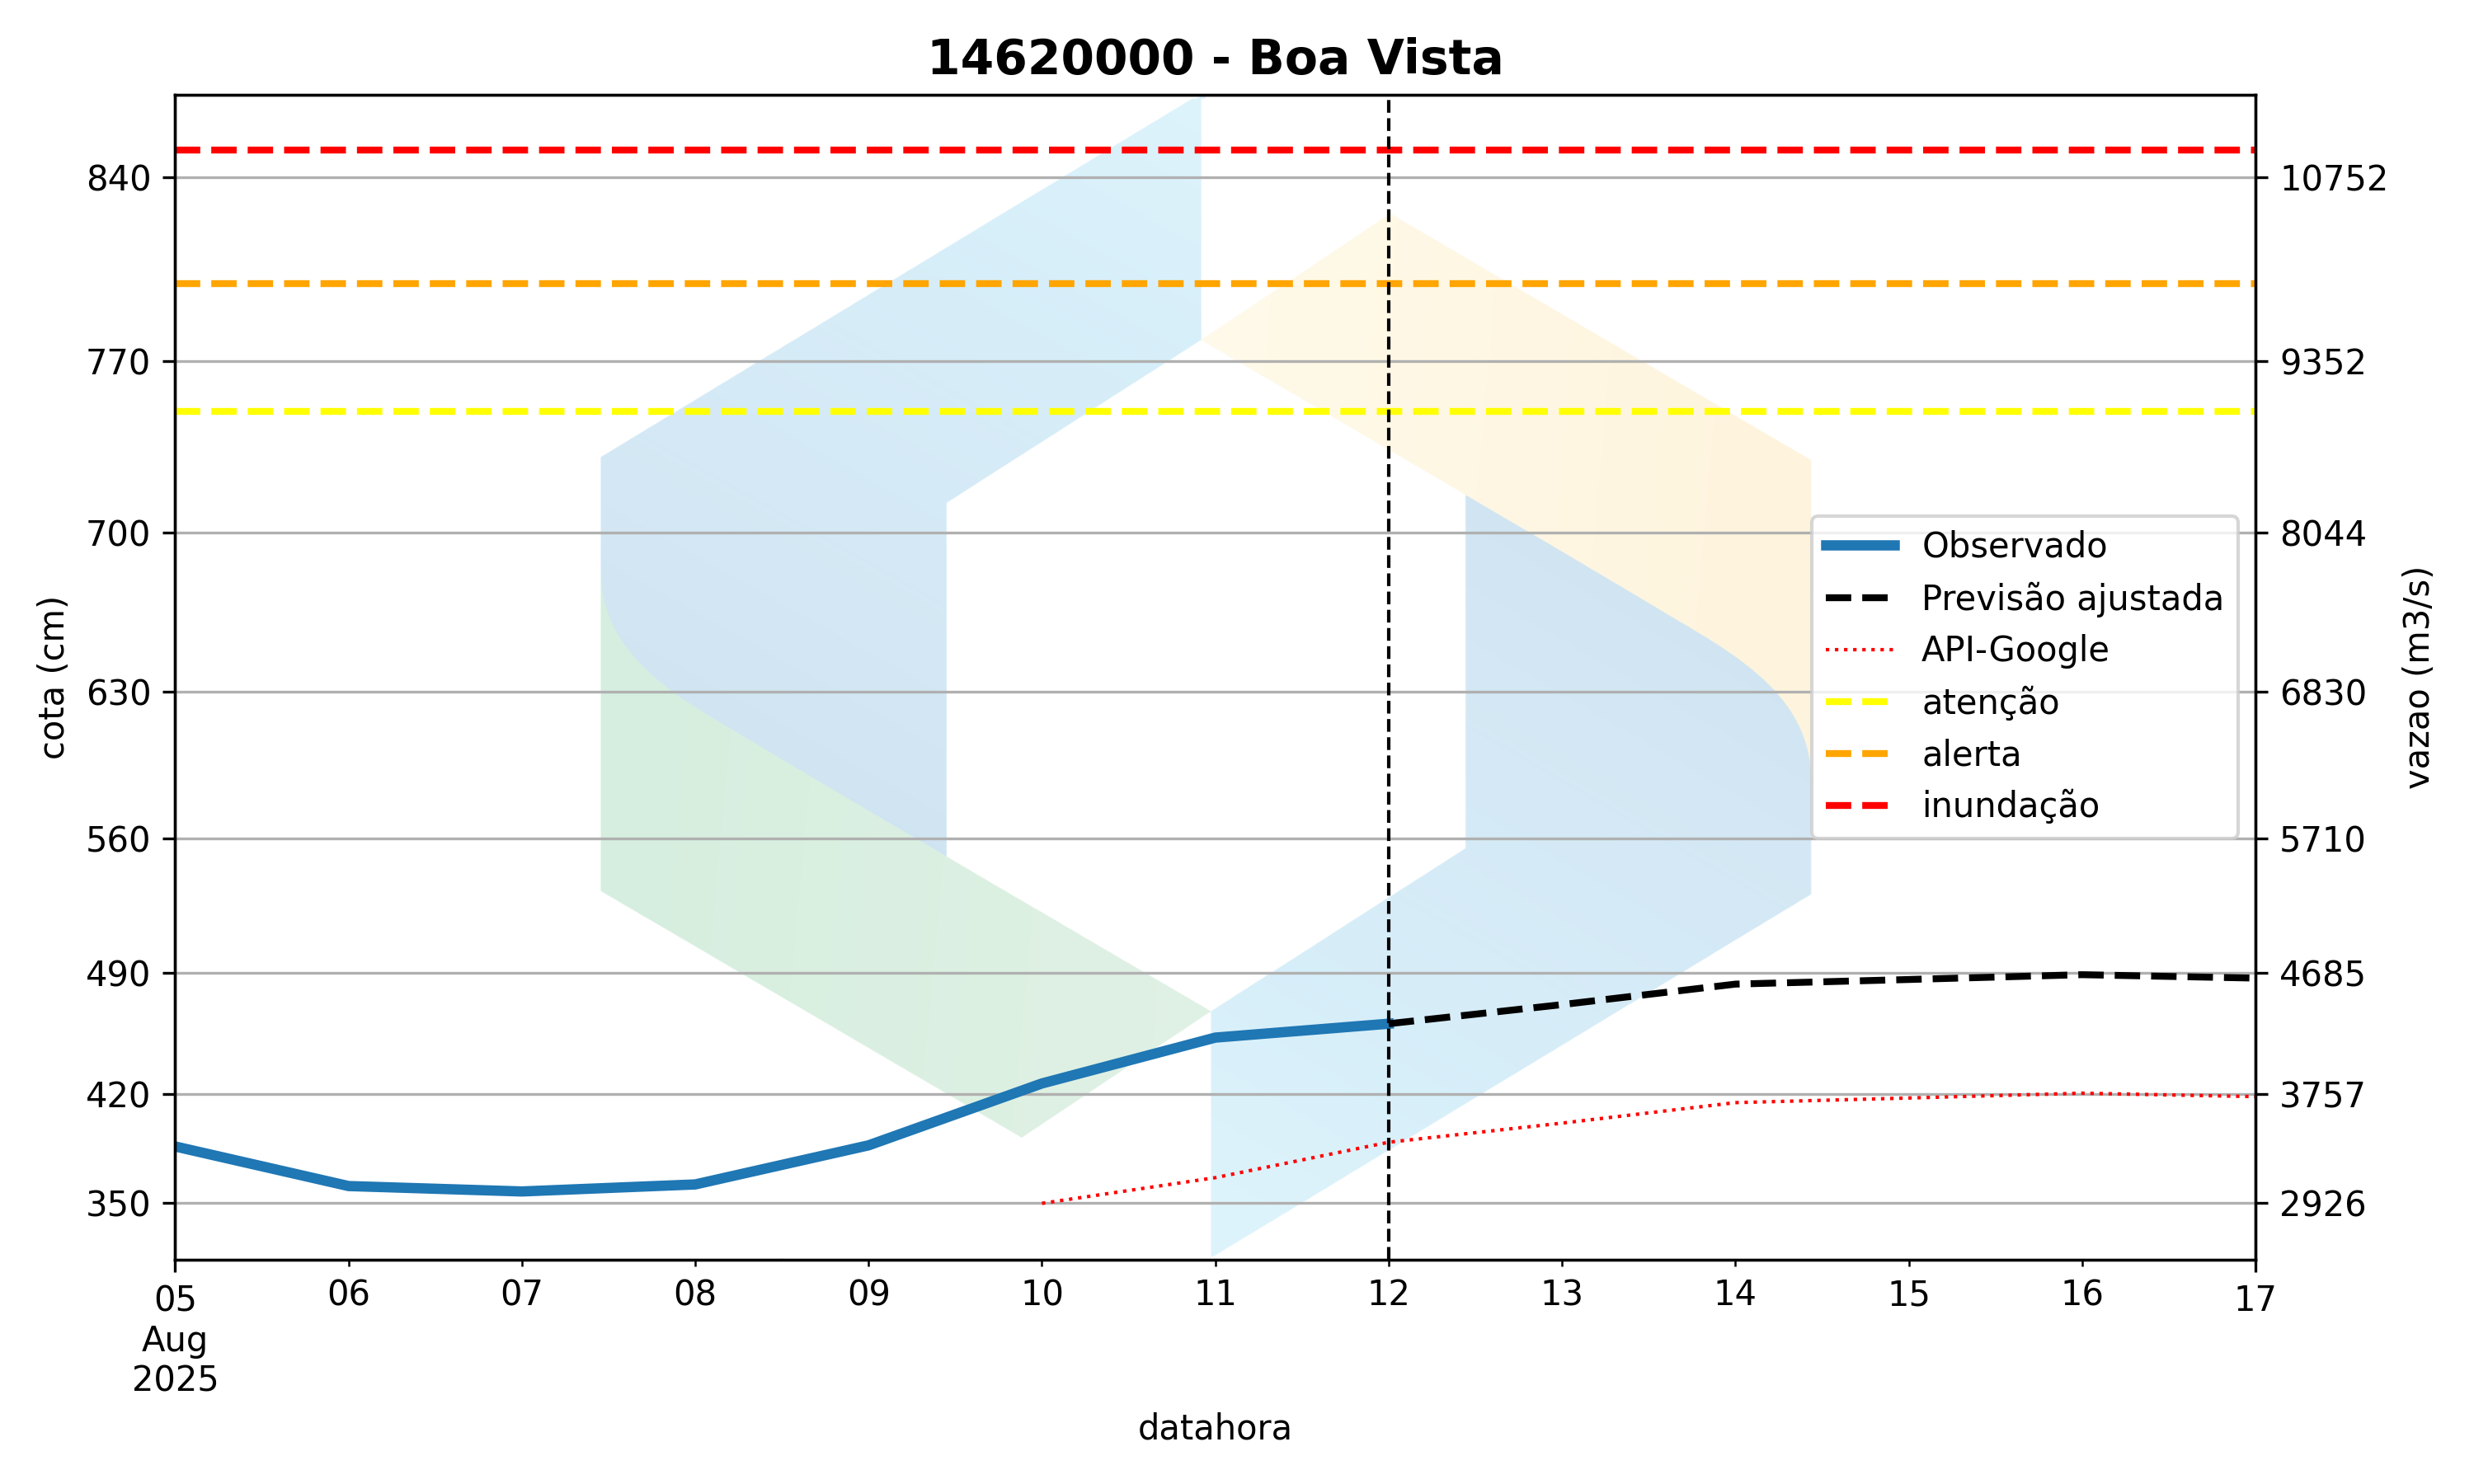 14620000 - Boa Vista
840
770
700
630
560
490
420
350
cota (cm)
10752
9352
8044
6830
5710
4685
3757
2926
vazao (m3/s)
Observado
Previsão ajustada
API-Google
atenção
alerta
inundação
05 06 07 08 09 10 11 12 13 14 15 16 17
Aug
2025
datahora